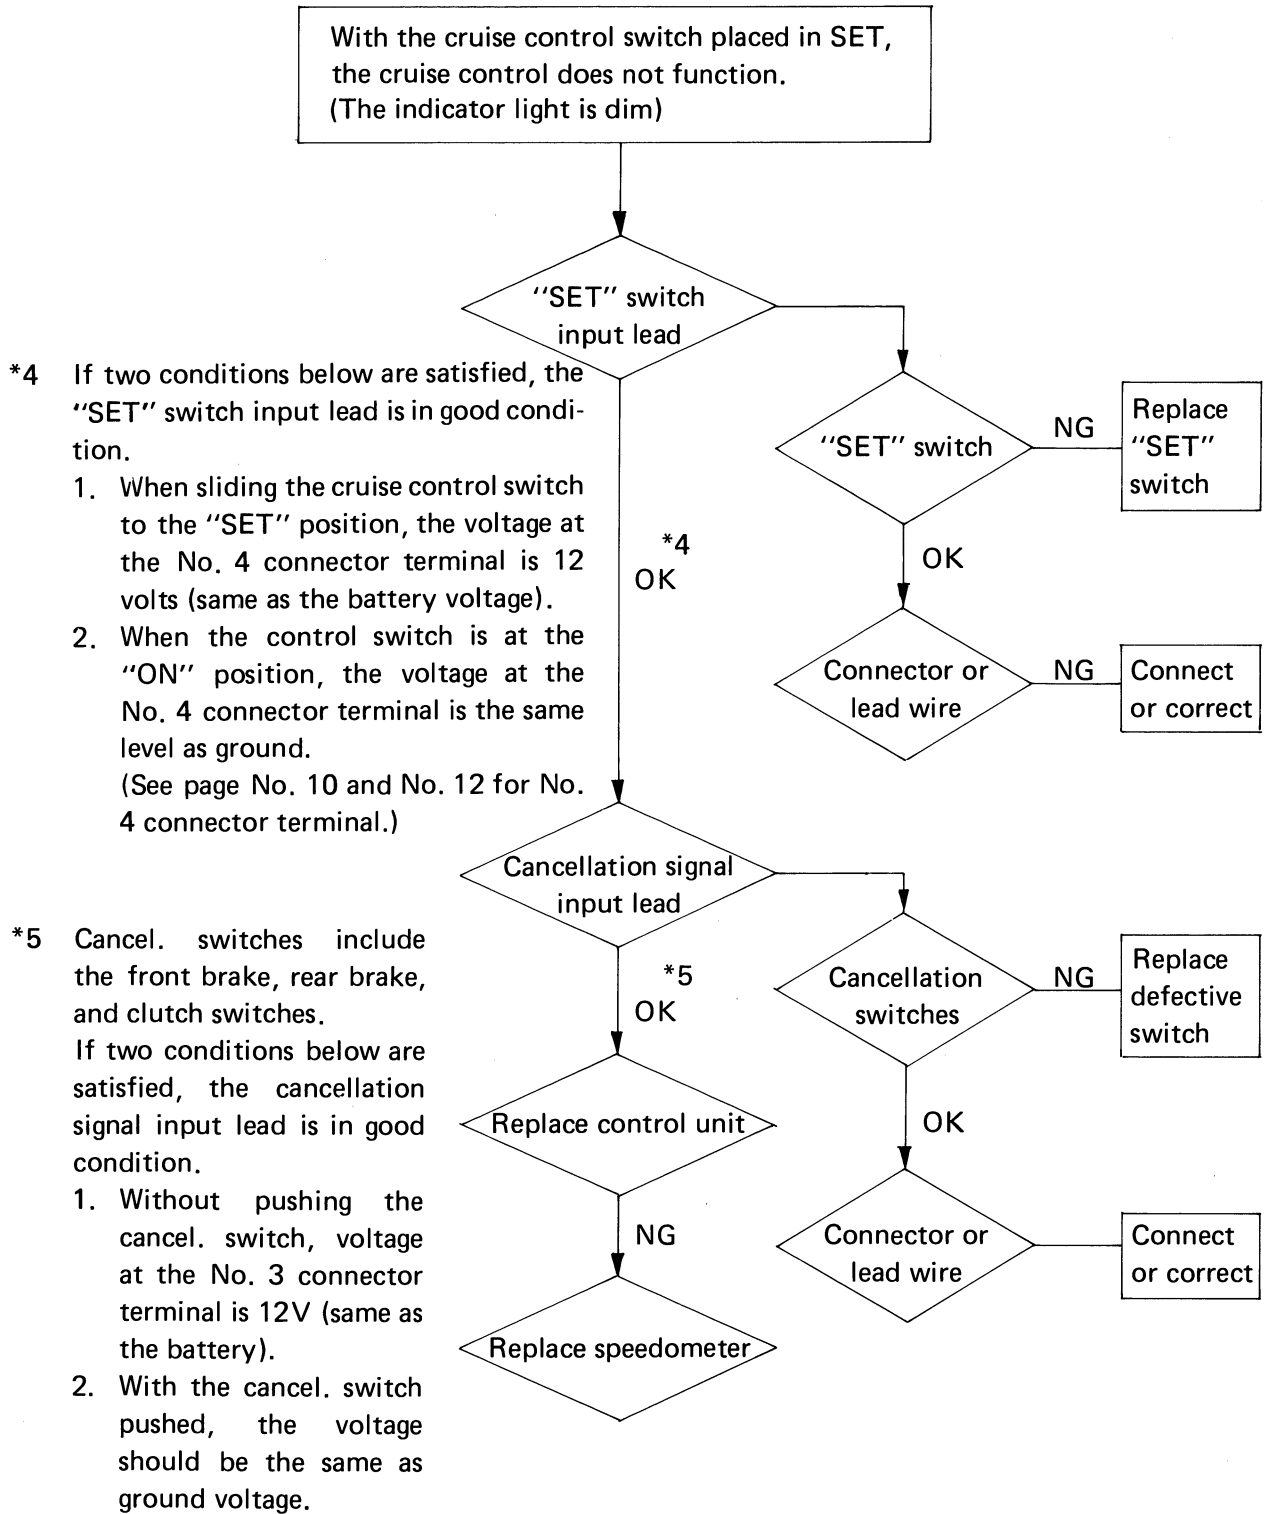 With the cruise control switch placed in SET,
the cruise control does not function.
(The indicator light is dim)
"SET" switch
input lead
*4 If two conditions below are satisfied, the
"SET" switch input lead is in good condi-
tion.
1. When sliding the cruise control switch
to the "SET" position, the voltage at
the No. 4 connector terminal is 12
volts (same as the battery voltage).
2. When the control switch is at the
"ON" position, the voltage at the
No. 4 connector terminal is the same
level as ground.
(See page No. 10 and No. 12 for No.
4 connector terminal.)
*4
OK
"SET" switch
NG
Replace
"SET"
switch
OK
Connector or
lead wire
NG
Connect
or correct
Cancellation signal
input lead
*5 Cancel. switches include
the front brake, rear brake,
and clutch switches.
If two conditions below are
satisfied, the cancellation
signal input lead is in good
condition.
1. Without pushing the
cancel. switch, voltage
at the No. 3 connector
terminal is 12V (same as
the battery).
2. With the cancel. switch
pushed, the voltage
should be the same as
ground voltage.
*5
OK
Replace control unit
NG
Replace speedometer
Cancellation
switches
NG
Replace
defective
switch
OK
Connector or
lead wire
Connect
or correct